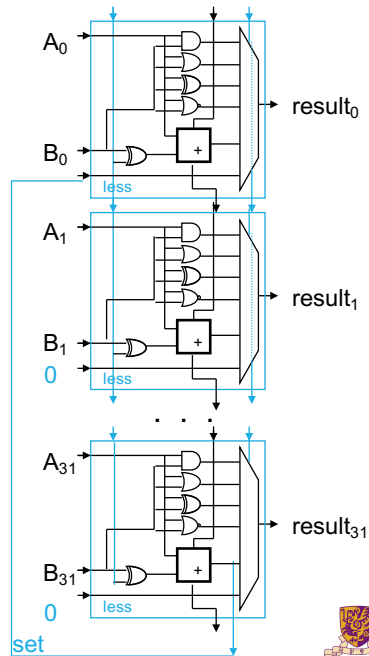 A0
result0
+
B0
less
A1
result1
+
B1
0
less
. . .
A31
result31
+
B31
0
less
set